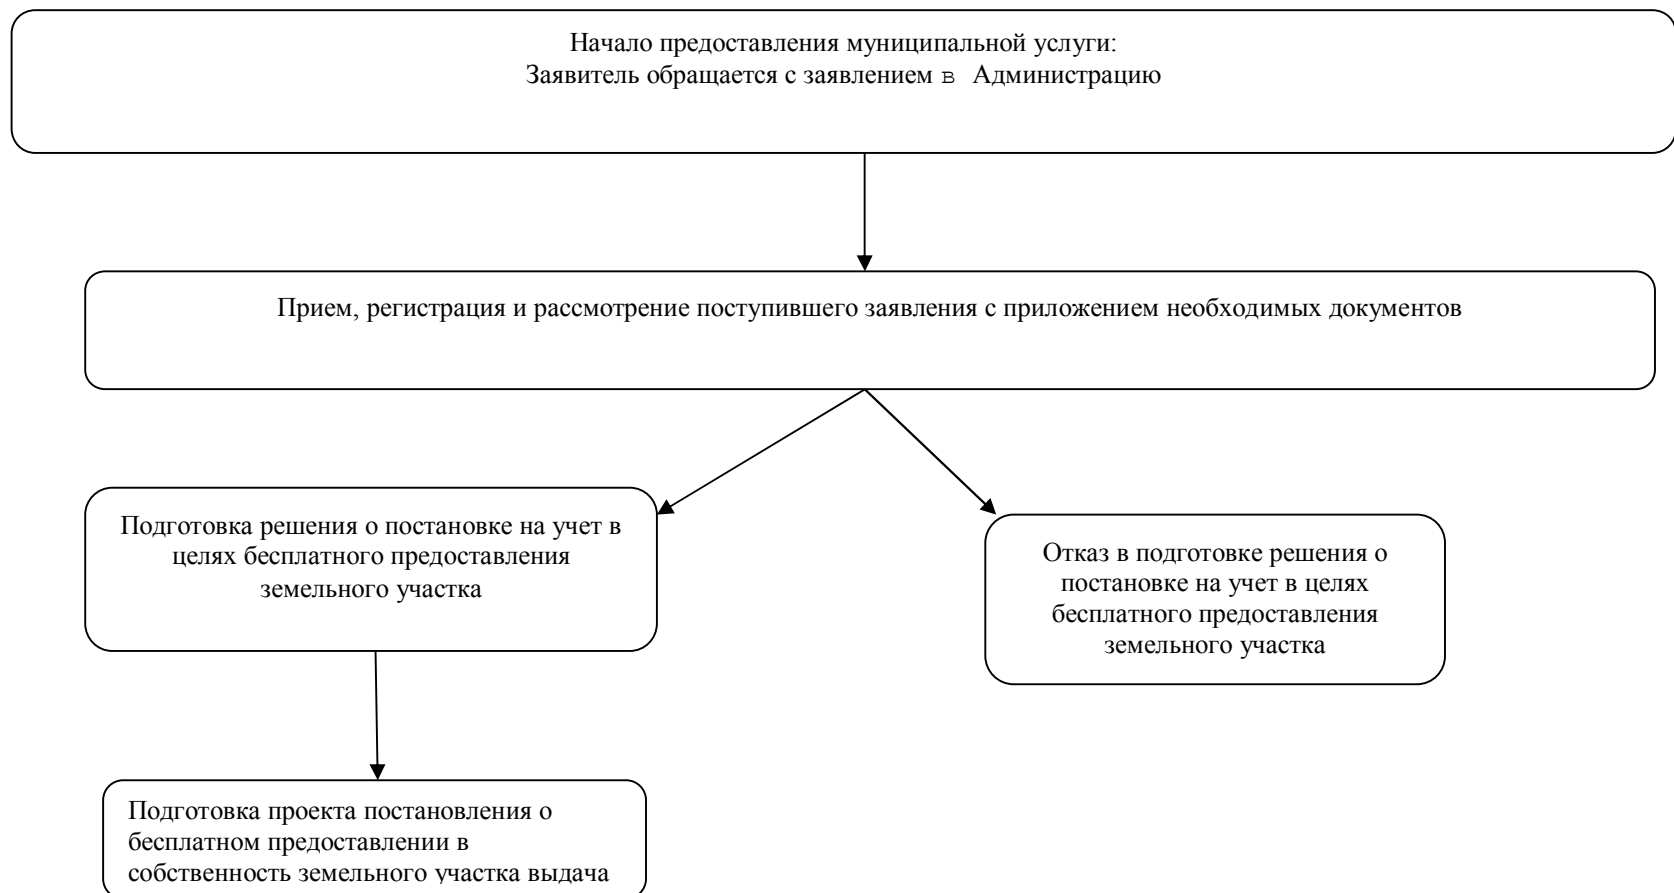 Начало предоставления муниципальной услуги:
Заявитель обращается с заявлением в Администрацию
Прием, регистрация и рассмотрение поступившего заявления с приложением необходимых документов
Подготовка решения о постановке на учет в
целях бесплатного предоставления
земельного участка
Отказ в подготовке решения о
постановке на учет в целях
бесплатного предоставления
земельного участка
Подготовка проекта постановления о
бесплатном предоставлении в
собственность земельного участка выдача